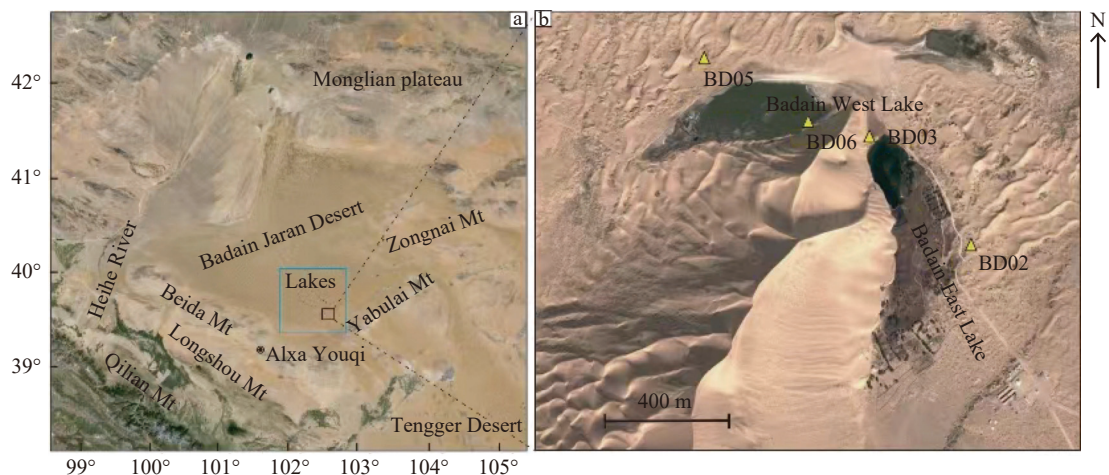 a
b
N
42°
41°
40°
39°
99°
100°
101°
102°
103°
104°
105°
Monglian plateau
Badain Jaran Desert
Zongnai Mt
Heihe River
Lakes
Yabulai Mt
Beida Mt
Longshou Mt
Qilian Mt
Alxa Youqi
Tengger Desert
BD05
Badain West Lake
BD06
BD03
Badain East Lake
BD02
400 m